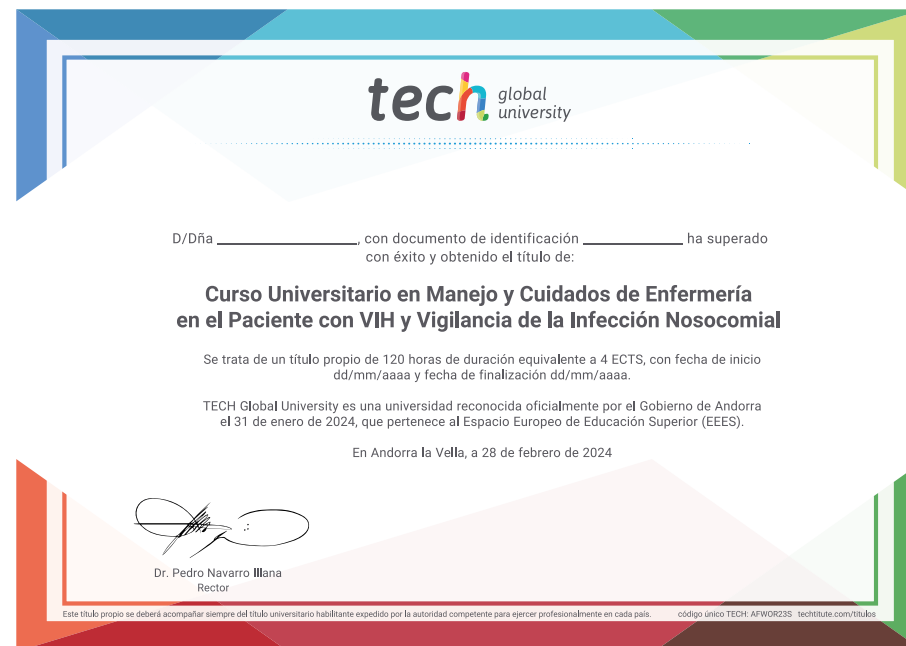 tech global university
D/Dña ____________________, con documento de identificación ______________ ha superado
con éxito y obtenido el título de:
Curso Universitario en Manejo y Cuidados de Enfermería
en el Paciente con VIH y Vigilancia de la Infección Nosocomial
Se trata de un título propio de 120 horas de duración equivalente a 4 ECTS, con fecha de inicio
dd/mm/aaaa y fecha de finalización dd/mm/aaaa.
TECH Global University es una universidad reconocida oficialmente por el Gobierno de Andorra
el 31 de enero de 2024, que pertenece al Espacio Europeo de Educación Superior (EEES).
En Andorra la Vella, a 28 de febrero de 2024
Dr. Pedro Navarro Illana
Rector
Este título propio se deberá acompañar siempre del título universitario habilitante expedido por la autoridad competente para ejercer profesionalmente en cada país. código único TECH: AFWOR23S techtitute.com/titulos